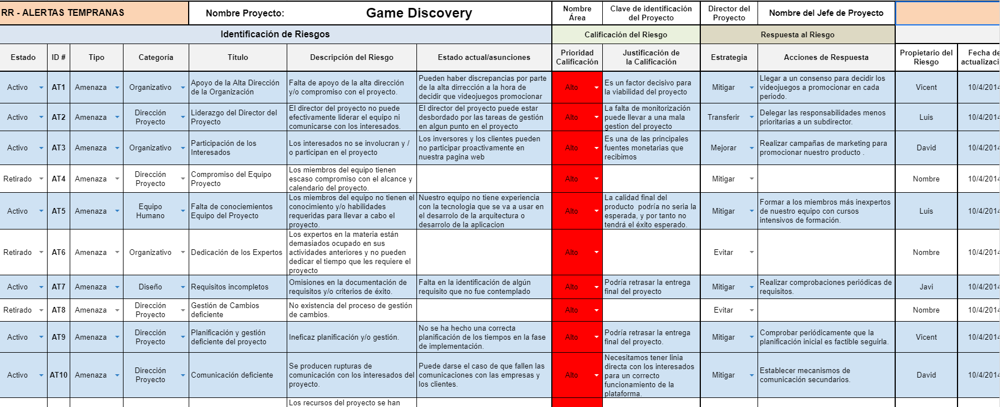 RR - ALERTAS TEMPRANAS
Nombre Proyecto:
Game Discovery
Nombre
Área
Clave de identificación
del Proyecto
Director del
Proyecto
Nombre del Jefe de Proyecto
Identificación de Riesgos
Calificación del Riesgo
Respuesta al Riesgo
Estado
ID #
Tipo
Categoría
Título
Descripción del Riesgo
Estado actual/asunciones
Prioridad
Calificación
Justificación de
la Calificación
Estrategia
Acciones de Respuesta
Propietario del
Riesgo
Fecha de
actualizaci
Activo
AT1
Amenaza
Organizativo
Apoyo de la Alta Dirección
de la Organización
Falta de apoyo de la alta dirección
y/o compromiso con el proyecto.
Pueden haber discrepancias por parte
de la alta dirrección a la hora de
decidir que videojuegos promocionar
Alto
Es un factor decisivo para
la viabilidad del proyecto
Mitigar
Llegar a un consenso para decidir los
videojuegos a promocionar en cada
periodo.
Vicent
10/4/2014
Activo
AT2
Amenaza
Dirección
Proyecto
Liderazgo del Director del
Proyecto
El director del proyecto no puede
efectivamente liderar el equipo ni
comunicarse con los interesados.
El director del proyecto puede estar
desbordado por las tareas de gestión
en algun punto en el proyecto
Alto
La falta de monitorización
puede llevar a una mala
gestion del proyecto
Transferir
Delegar las responsabilidades menos
prioritarias a un subdirector.
Luis
10/4/2014
Activo
AT3
Amenaza
Organizativo
Participación de los
Interesados
Los interesados no se involucran y /
o participan en el proyecto
Los inversores y los clientes pueden
no participar proactivamente en
nuestra pagina web
Alto
Es una de las principales
fuentes monetarias que
recibimos
Mejorar
Realizar campañas de marketing para
promocionar nuestro producto .
David
10/4/2014
Retirado
AT4
Amenaza
Dirección
Proyecto
Compromiso del Equipo
Proyecto
Los miembros del equipo tienen
escaso compromiso con el alcance y
calendario del proyecto.
Alto
Mitigar
Nombre
10/4/2014
Activo
AT5
Amenaza
Equipo
Humano
Falta de conociemientos
Equipo del Proyecto
Los miembros del equipo no tienen el
conocimiento y/o habilidades
requeridas para llevar a cabo el
proyecto.
Nuestro equipo no tiene experiencia
con la tecnologia que se va a usar en
el desarrolo de la arquitectura o
desarrolo de la aplicacion
Alto
La calidad final del
producto  podría no seria la
esperada, y por tanto no
tendrá el éxito esperado.
Mitigar
Formar a los miembros más inexpertos
de nuestro equipo con cursos
intensivos de formación.
Luis
10/4/2014
Retirado
AT6
Amenaza
Organizativo
Dedicación de los Expertos
Los expertos en la materia están
demasiados ocupado en sus
actividades anteriores y no pueden
dedicar el tiempo que les requiere el
proyecto
Alto
Evitar
Nombre
10/4/2014
Activo
AT7
Amenaza
Diseño
Requisitos incompletos
Omisiones en la documentación de
requisitos y/o criterios de éxito.
Falta en la identificación de algún
requisito que no fue contemplado
Alto
Podría retrasar la entrega
final del proyecto
Mitigar
Realizar comprobaciones periódicas de
requisitos.
Javi
10/4/2014
Retirado
AT8
Amenaza
Dirección
Proyecto
Gestión de Cambios
deficiente
No existencia del proceso de gestión
de cambios.
Alto
Evitar
Nombre
10/4/2014
Activo
AT9
Amenaza
Dirección
Proyecto
Planificación y gestión
deficiente del proyecto
Ineficaz planificación y/o gestión.
No se ha hecho una correcta
planificación de los tiempos en la fase
de implementación.
Alto
Podría retrasar la entrega
final del proyecto.
Mitigar
Comprobar periódicamente que la
planificación inicial es factible seguirla.
Vicent
10/4/2014
Activo
AT10
Amenaza
Dirección
Proyecto
Comunicación deficiente
Se producen rupturas de
comunicación con los interesados del
proyecto.
Puede darse el caso de que fallen las
comunicaciones con las empresas y
los clientes.
Alto
Necesitamos tener linia
directa con los interesados
para un correcto
funcionamiento de la
plataforma.
Mitigar
Establecer mecanismos de
comunicación secundarios.
David
10/4/2014
Los recursos del proyecto se han